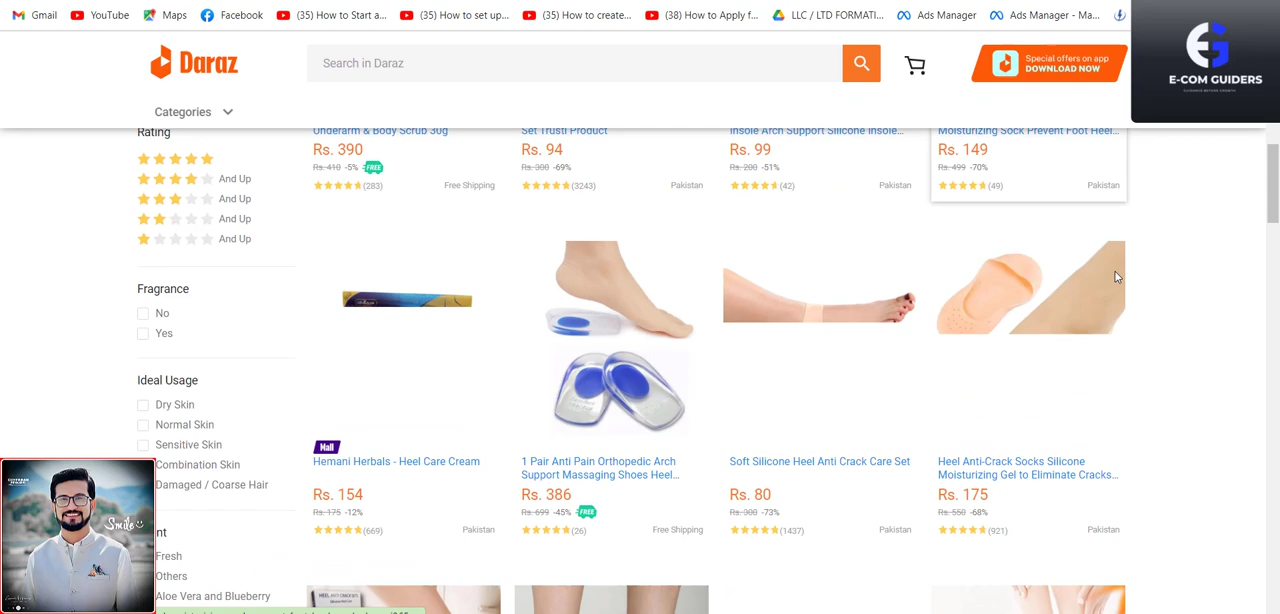 Gmail
YouTube
Maps
Facebook
(35) How to Start a...
(35) How to set up...
(35) How to create...
(38) How to Apply f...
LLC / LTD FORMATI...
Ads Manager
Ads Manager - Ma...
Daraz
Search in Daraz
Special offers on app
DOWNLOAD NOW
E-COM GUIDERS
GUIDANCE BEFORE GROWTH
Categories
Rating
And Up
And Up
And Up
And Up
Fragrance
No
Yes
Ideal Usage
Dry Skin
Normal Skin
Sensitive Skin
Combination Skin
Damaged / Coarse Hair
nt
Fresh
Others
Aloe Vera and Blueberry
Underarm & Body Scrub 30g
Rs. 390
Rs. 410 -5% FREE
(283) Free Shipping
Set Trusti Product
Rs. 94
Rs. 300 -69%
(3243) Pakistan
Insole Arch Support Silicone Insole...
Rs. 99
Rs. 200 -51%
(42) Pakistan
Moisturizing Sock Prevent Foot Heel...
Rs. 149
Rs. 499 -70%
(49) Pakistan
Mall
Hemani Herbals - Heel Care Cream
Rs. 154
Rs. 175 -12%
(669) Pakistan
1 Pair Anti Pain Orthopedic Arch
Support Massaging Shoes Heel...
Rs. 386
Rs. 699 -45% FREE
(26) Free Shipping
Soft Silicone Heel Anti Crack Care Set
Rs. 80
Rs. 300 -73%
(1437) Pakistan
Heel Anti-Crack Socks Silicone
Moisturizing Gel to Eliminate Cracks...
Rs. 175
Rs. 550 -68%
(921) Pakistan
Smile